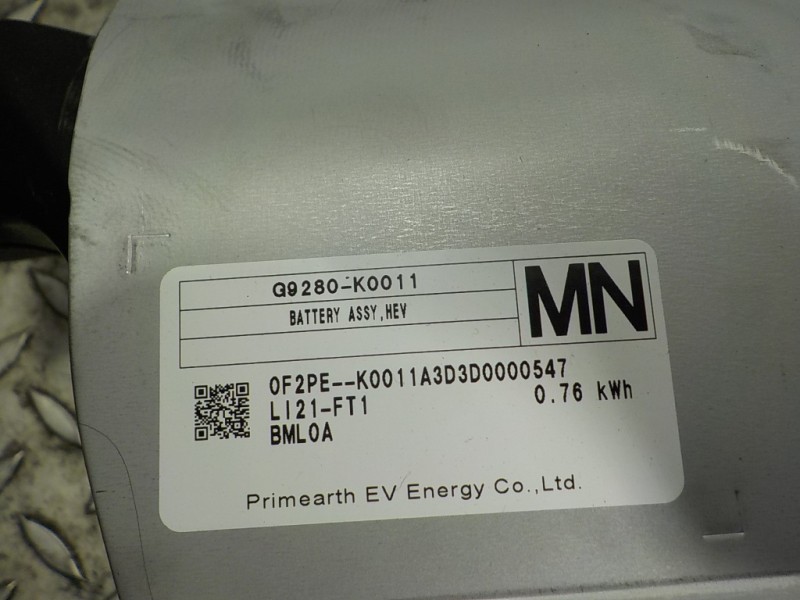 G9280-K0011
BATTERY ASSY,HEV
MN
0F2PE--K0011A3D3D0000547
LI21-FT1
0.76 kWh
BML0A
Primearth EV Energy Co.,Ltd.